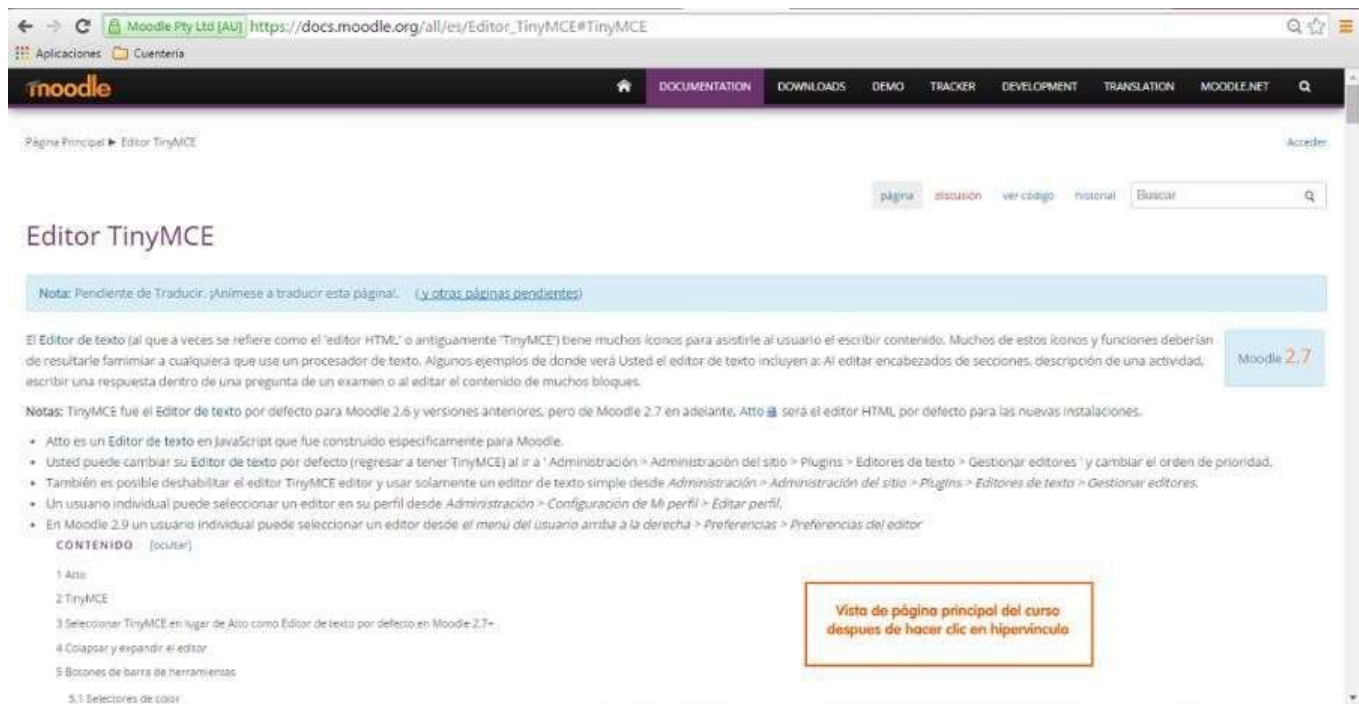 Moodle Pty Ltd [AU] https://docs.moodle.org/all/es/Editor_TinyMCE#TinyMCE
Aplicaciones Cuentería
moodle DOCUMENTATION DOWNLOADS DEMO TRACKER DEVELOPMENT TRANSLATION MOODLE.NET
Página Principal ► Editor TinyMCE Acceder
página discusión ver código historial Buscar
Editor TinyMCE
Nota: Pendiente de Traducir. ¡Anímese a traducir esta página!. ( y otras páginas pendientes)
El Editor de texto (al que a veces se refiere como el 'editor HTML' o antiguamente 'TinyMCE') tiene muchos íconos para asistirle al usuario el escribir contenido. Muchos de estos íconos y funciones deberían
de resultarle famimiar a cualquiera que use un procesador de texto. Algunos ejemplos de donde verá Usted el editor de texto incluyen a: Al editar encabezados de secciones, descripción de una actividad,
escribir una respuesta dentro de una pregunta de un examen o al editar el contenido de muchos bloques.
Moodle 2.7
Notas: TinyMCE fue el Editor de texto por defecto para Moodle 2.6 y versiones anteriores, pero de Moodle 2.7 en adelante, Atto será el editor HTML por defecto para las nuevas instalaciones.
• Atto es un Editor de texto en JavaScript que fue construido específicamente para Moodle.
• Usted puede cambiar su Editor de texto por defecto (regresar a tener TinyMCE) al ir a ' Administración > Administración del sitio > Plugins > Editores de texto > Gestionar editores ' y cambiar el orden de prioridad.
• También es posible deshabilitar el editor TinyMCE editor y usar solamente un editor de texto simple desde Administración > Administración del sitio > Plugins > Editores de texto > Gestionar editores.
• Un usuario individual puede seleccionar un editor en su perfil desde Administración > Configuración de Mi perfil > Editar perfil.
• En Moodle 2.9 un usuario individual puede seleccionar un editor desde el menú del usuario arriba a la derecha > Preferencias > Preferencias del editor
CONTENIDO [ocultar]
1 Atto
2 TinyMCE
3 Seleccionar TinyMCE en lugar de Atto como Editor de texto por defecto en Moodle 2.7+
4 Colapsar y expandir el editor
5 Botones de barra de herramientas
5.1 Selectores de color
Vista de página principal del curso
despues de hacer clic en hipervínculo